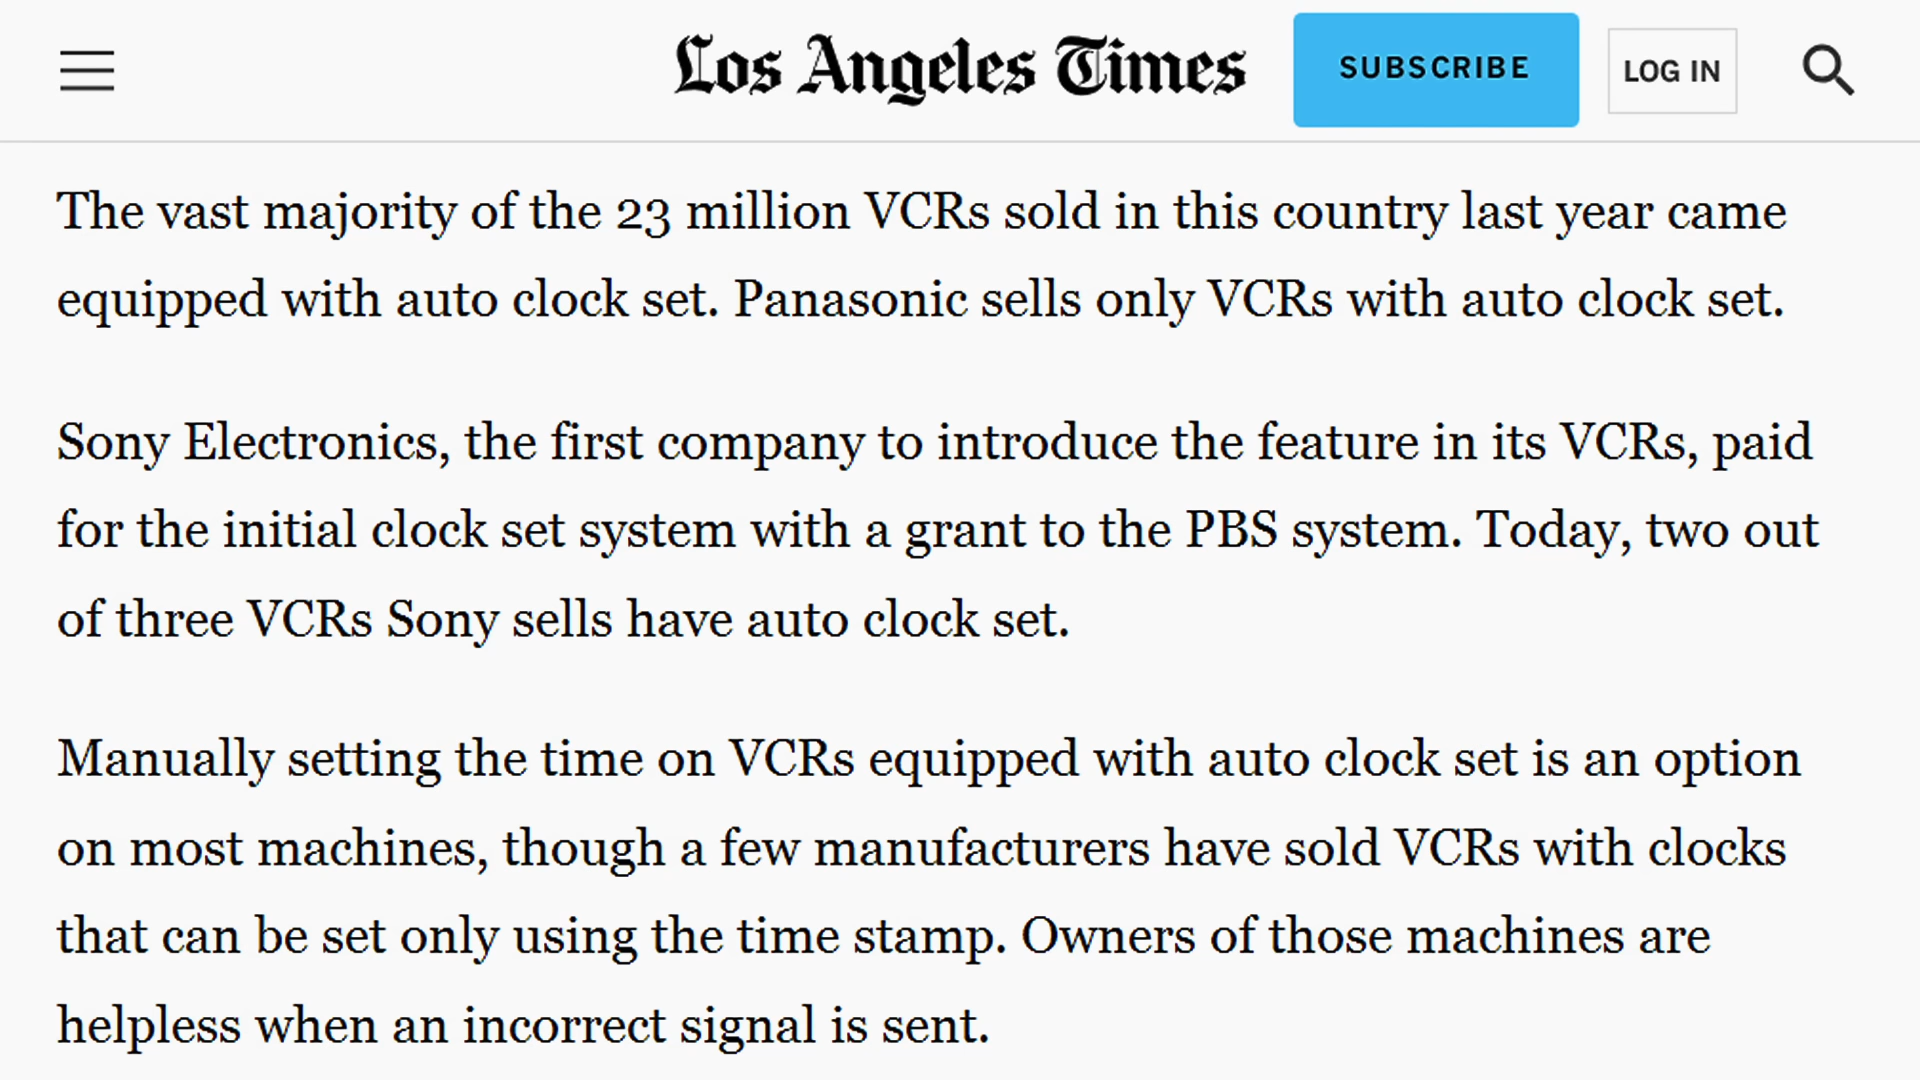 Los Angeles Times
SUBSCRIBE
LOG IN
The vast majority of the 23 million VCRs sold in this country last year came
equipped with auto clock set. Panasonic sells only VCRs with auto clock set.
Sony Electronics, the first company to introduce the feature in its VCRs, paid
for the initial clock set system with a grant to the PBS system. Today, two out
of three VCRs Sony sells have auto clock set.
Manually setting the time on VCRs equipped with auto clock set is an option
on most machines, though a few manufacturers have sold VCRs with clocks
that can be set only using the time stamp. Owners of those machines are
helpless when an incorrect signal is sent.